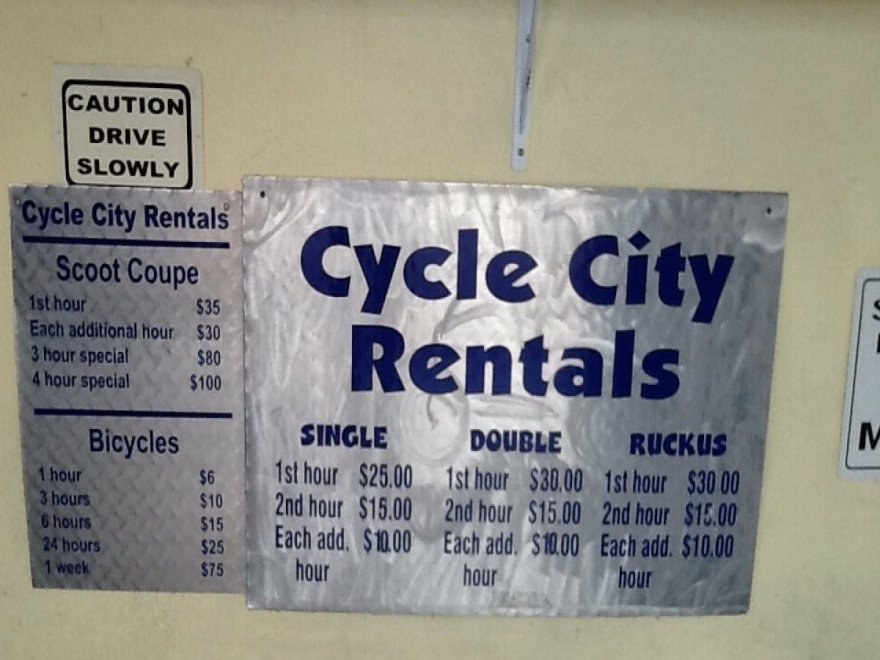 CAUTION
DRIVE
SLOWLY
Cycle City Rentals
Scoot Coupe
1st hour $35
Each additional hour $30
3 hour special $80
4 hour special $100
Bicycles
1 hour $6
3 hours $10
6 hours $15
24 hours $25
1 week $75
Cycle City
Rentals
SINGLE
1st hour $25.00
2nd hour $15.00
Each add. $10.00
hour
DOUBLE
1st hour $30.00
2nd hour $15.00
Each add. $10.00
hour
RUCKUS
1st hour $30 00
2nd hour $15.00
Each add. $10.00
hour